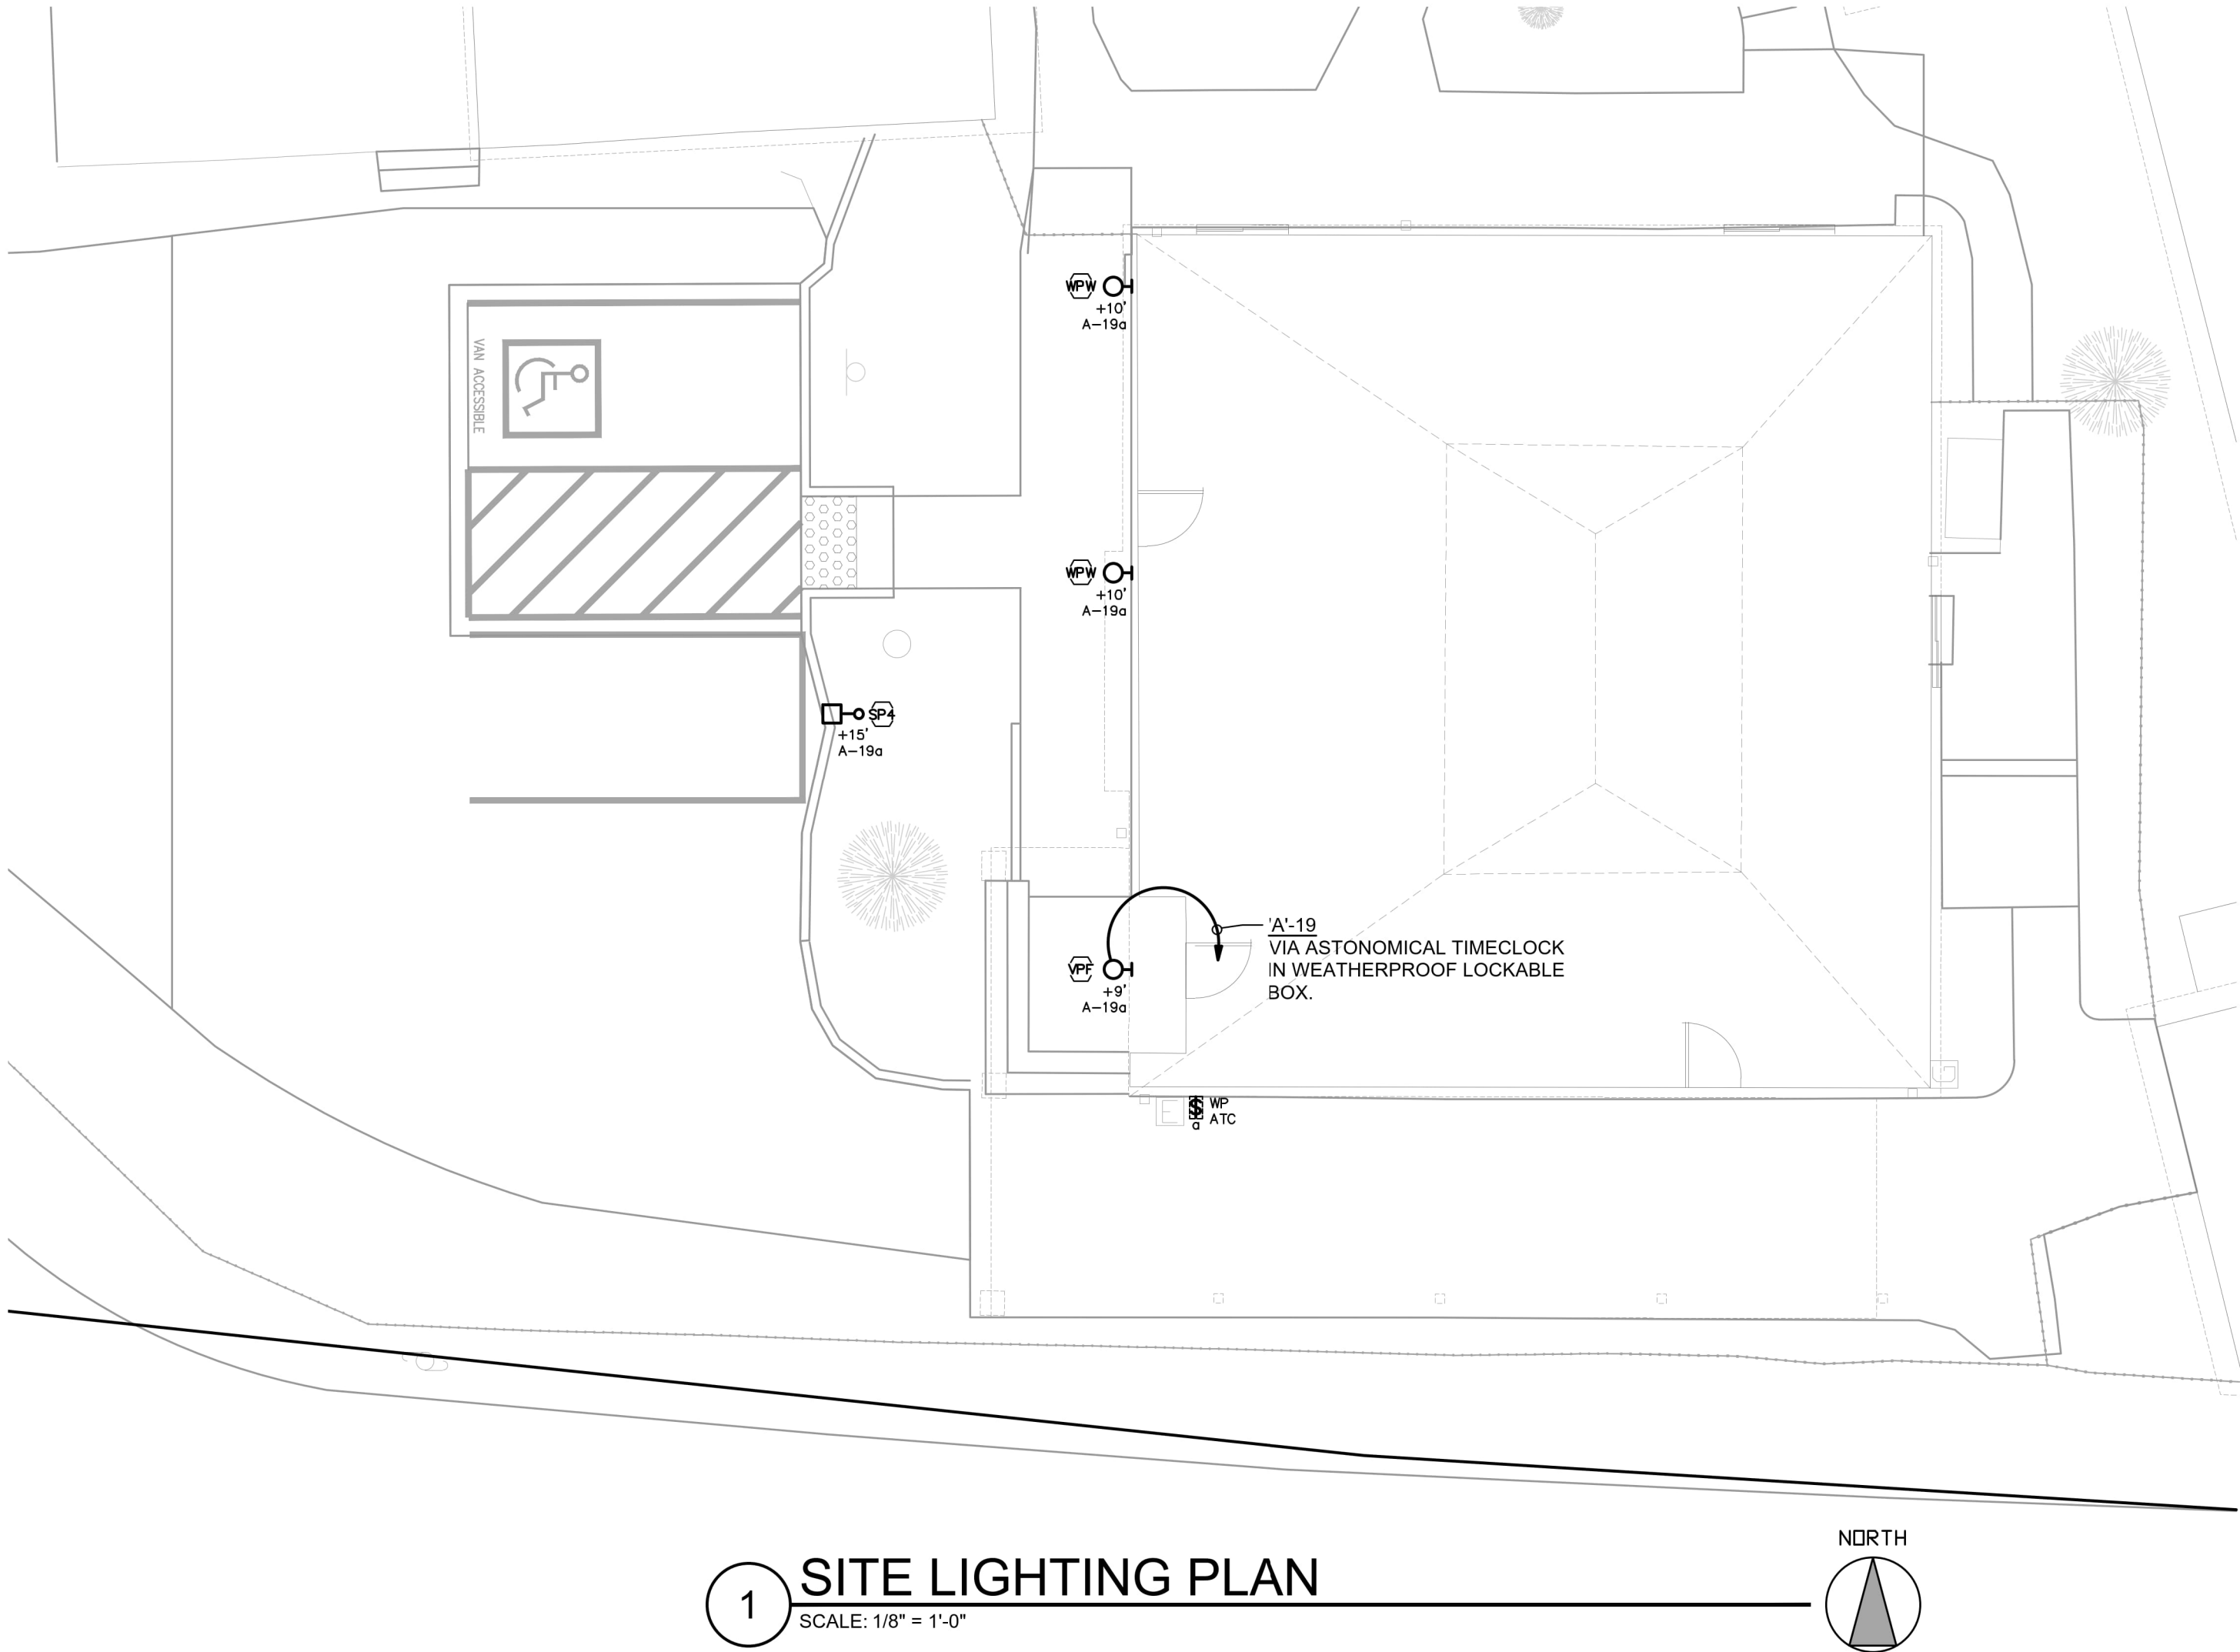 WPW
+10'
A-19a
VAN ACCESSIBLE
WPW
+10'
A-19a
SP4
+15'
A-19a
'A'-19
VIA ASTONOMICAL TIMECLOCK
IN WEATHERPROOF LOCKABLE
BOX.
VPF
+9'
A-19a
G
E
$
WP
ATC
a
NORTH
1
SITE LIGHTING PLAN
SCALE: 1/8" = 1'-0"